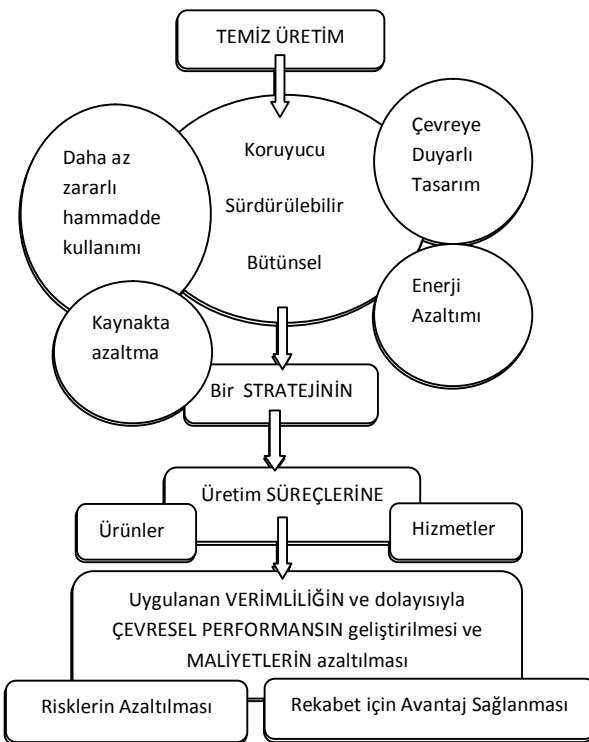 TEMİZ ÜRETİM
Daha az
zararlı
hammadde
kullanımı
Koruyucu
Sürdürülebilir
Bütünsel
Çevreye
Duyarlı
Tasarım
Enerji
Azaltımı
Kaynakta
azaltma
Bir STRATEJİNİN
Üretim SÜREÇLERİNE
Ürünler
Hizmetler
Uygulanan VERİMLİLİĞİN ve dolayısıyla
ÇEVRESEL PERFORMANSIN geliştirilmesi ve
MALİYETLERİN azaltılması
Risklerin Azaltılması
Rekabet için Avantaj Sağlanması